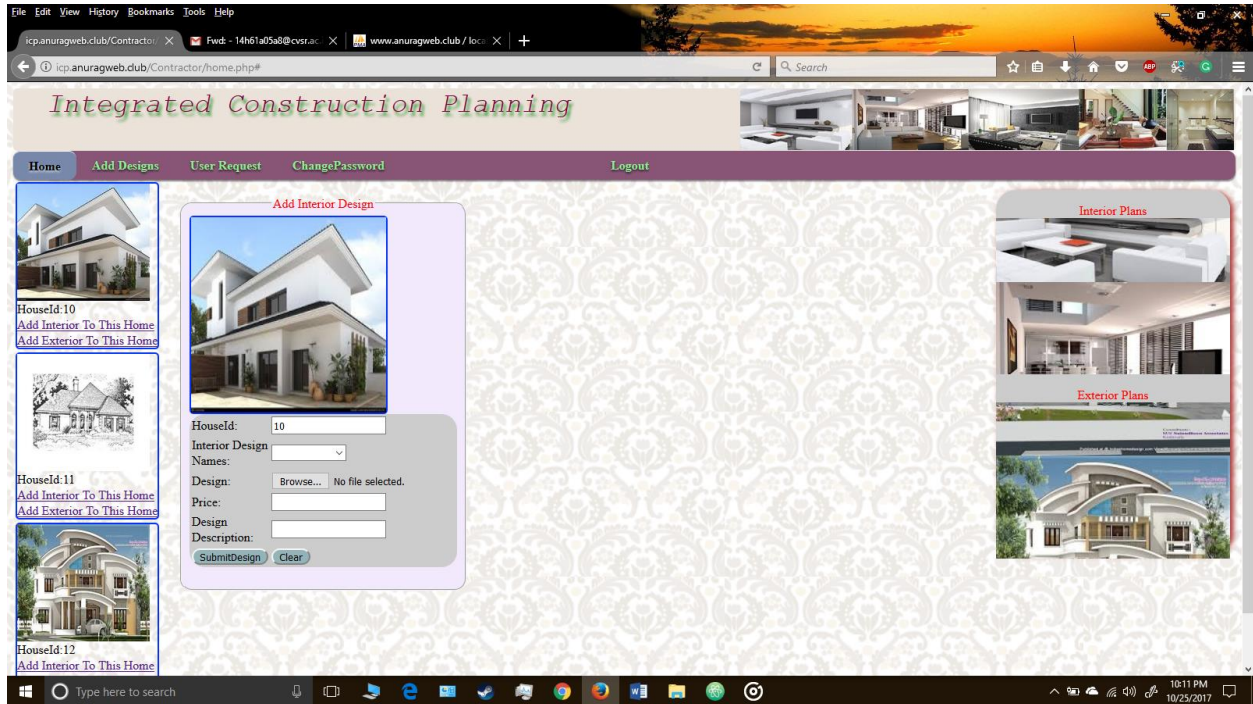 File Edit View History Bookmarks Tools Help
icp.anuragweb.club/Contractor/
Fwd: - 14h61a05a8@cvsr.ac
www.anuragweb.club / loca
icp.anuragweb.club/Contractor/home.php#
Search
Integrated Construction Planning
Home Add Designs User Request ChangePassword Logout
HouseId:10
Add Interior To This Home
Add Exterior To This Home
HouseId:11
Add Interior To This Home
Add Exterior To This Home
HouseId:12
Add Interior To This Home
Add Interior Design
HouseId: 10
Interior Design
Names:
Design: Browse... No file selected.
Price:
Design
Description:
SubmitDesign Clear
Interior Plans
Exterior Plans
Type here to search
10:11 PM
10/25/2017